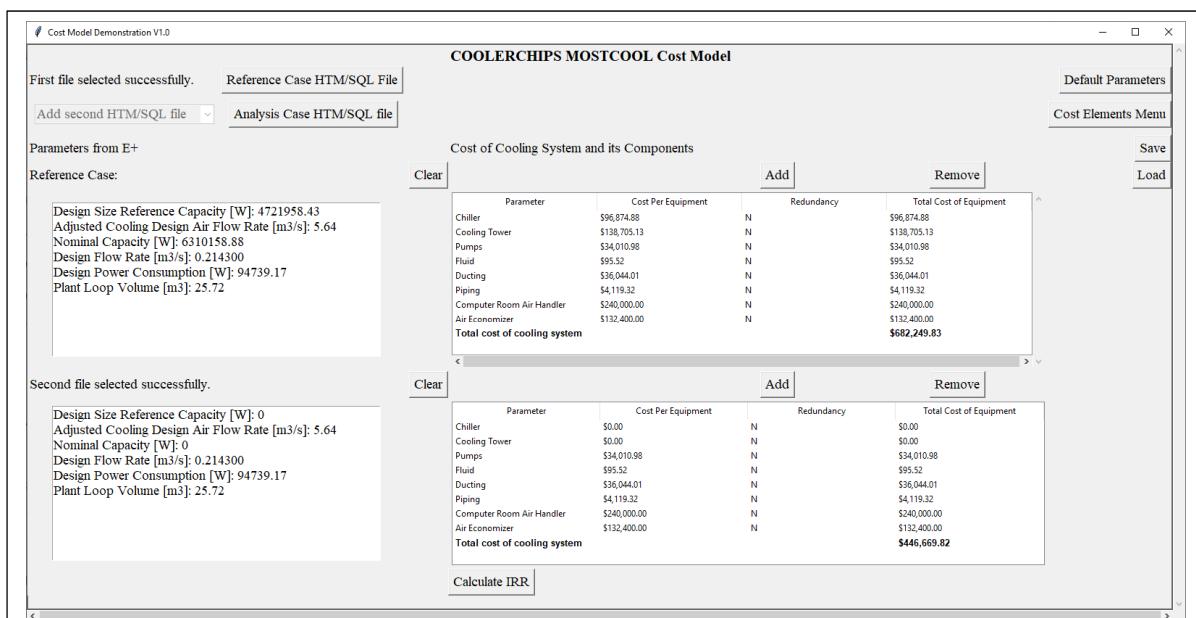 Cost Model Demonstration V1.0
COOLERCHIPS MOSTCOOL Cost Model
First file selected successfully. Reference Case HTM/SQL File Default Parameters
Add second HTM/SQL file Analysis Case HTM/SQL file Cost Elements Menu
Parameters from E+ Cost of Cooling System and its Components Save
Reference Case: Clear Add Remove Load
Design Size Reference Capacity [W]: 4721958.43
Adjusted Cooling Design Air Flow Rate [m3/s]: 5.64
Nominal Capacity [W]: 6310158.88
Design Flow Rate [m3/s]: 0.214300
Design Power Consumption [W]: 94739.17
Plant Loop Volume [m3]: 25.72
Parameter Cost Per Equipment Redundancy Total Cost of Equipment
Chiller $96,874.88 N $96,874.88
Cooling Tower $138,705.13 N $138,705.13
Pumps $34,010.98 N $34,010.98
Fluid $95.52 N $95.52
Ducting $36,044.01 N $36,044.01
Piping $4,119.32 N $4,119.32
Computer Room Air Handler $240,000.00 N $240,000.00
Air Economizer $132,400.00 N $132,400.00
Total cost of cooling system $682,249.83
Second file selected successfully. Clear Add Remove
Design Size Reference Capacity [W]: 0
Adjusted Cooling Design Air Flow Rate [m3/s]: 5.64
Nominal Capacity [W]: 0
Design Flow Rate [m3/s]: 0.214300
Design Power Consumption [W]: 94739.17
Plant Loop Volume [m3]: 25.72
Parameter Cost Per Equipment Redundancy Total Cost of Equipment
Chiller $0.00 N $0.00
Cooling Tower $0.00 N $0.00
Pumps $34,010.98 N $34,010.98
Fluid $95.52 N $95.52
Ducting $36,044.01 N $36,044.01
Piping $4,119.32 N $4,119.32
Computer Room Air Handler $240,000.00 N $240,000.00
Air Economizer $132,400.00 N $132,400.00
Total cost of cooling system $446,669.82
Calculate IRR